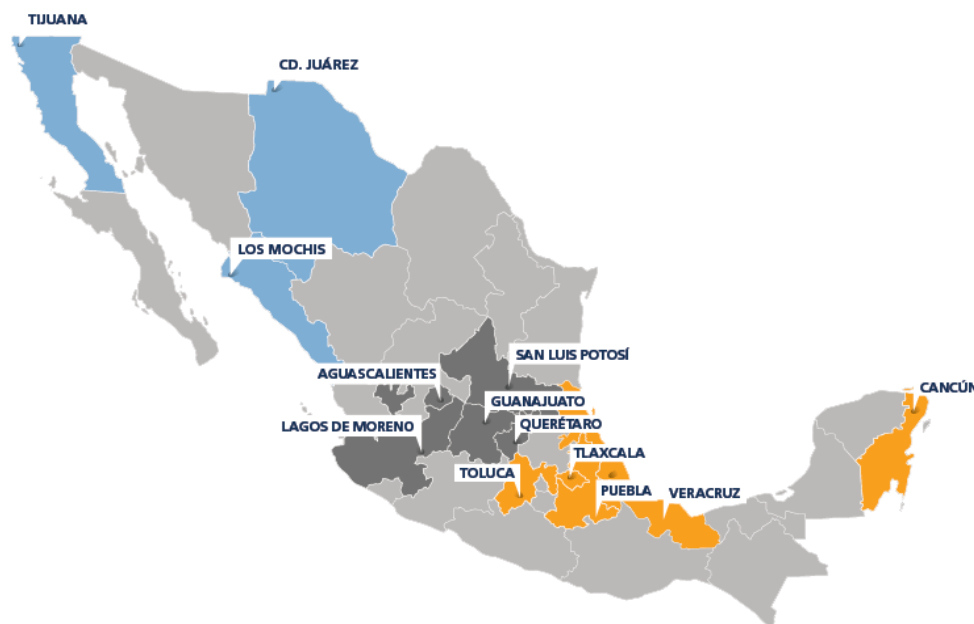 TIJUANA
CD. JUÁREZ
LOS MOCHIS
SAN LUIS POTOSÍ
AGUASCALIENTES
CANCÚN
GUANAJUATO
LAGOS DE MORENO
QUERÉTARO
TLAXCALA
TOLUCA
PUEBLA
VERACRUZ